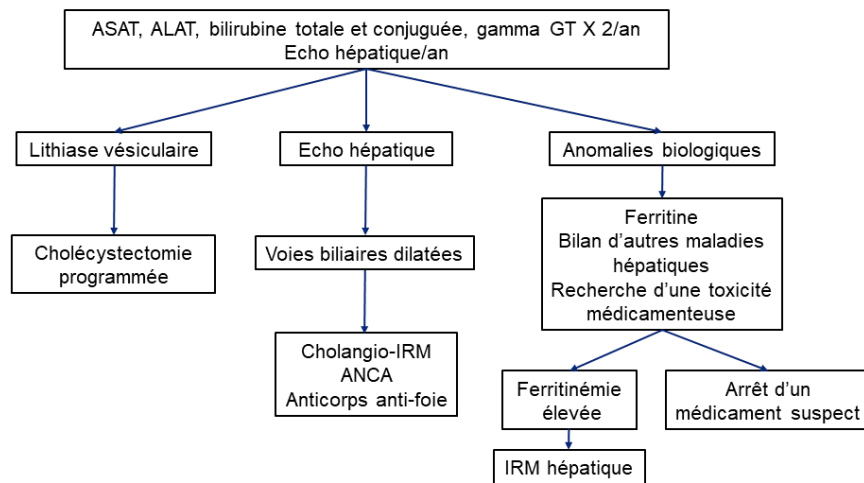 ASAT, ALAT, bilirubine totale et conjuguée, gamma GT X 2/an
Echo hépatique/an
Lithiase vésiculaire
Echo hépatique
Anomalies biologiques
Cholécystectomie
programmée
Voies biliaires dilatées
Ferritine
Bilan d'autres maladies
hépatiques
Recherche d'une toxicité
médicamenteuse
Cholangio-IRM
ANCA
Anticorps anti-foie
Ferritinémie
élevée
Arrêt d'un
médicament suspect
IRM hépatique